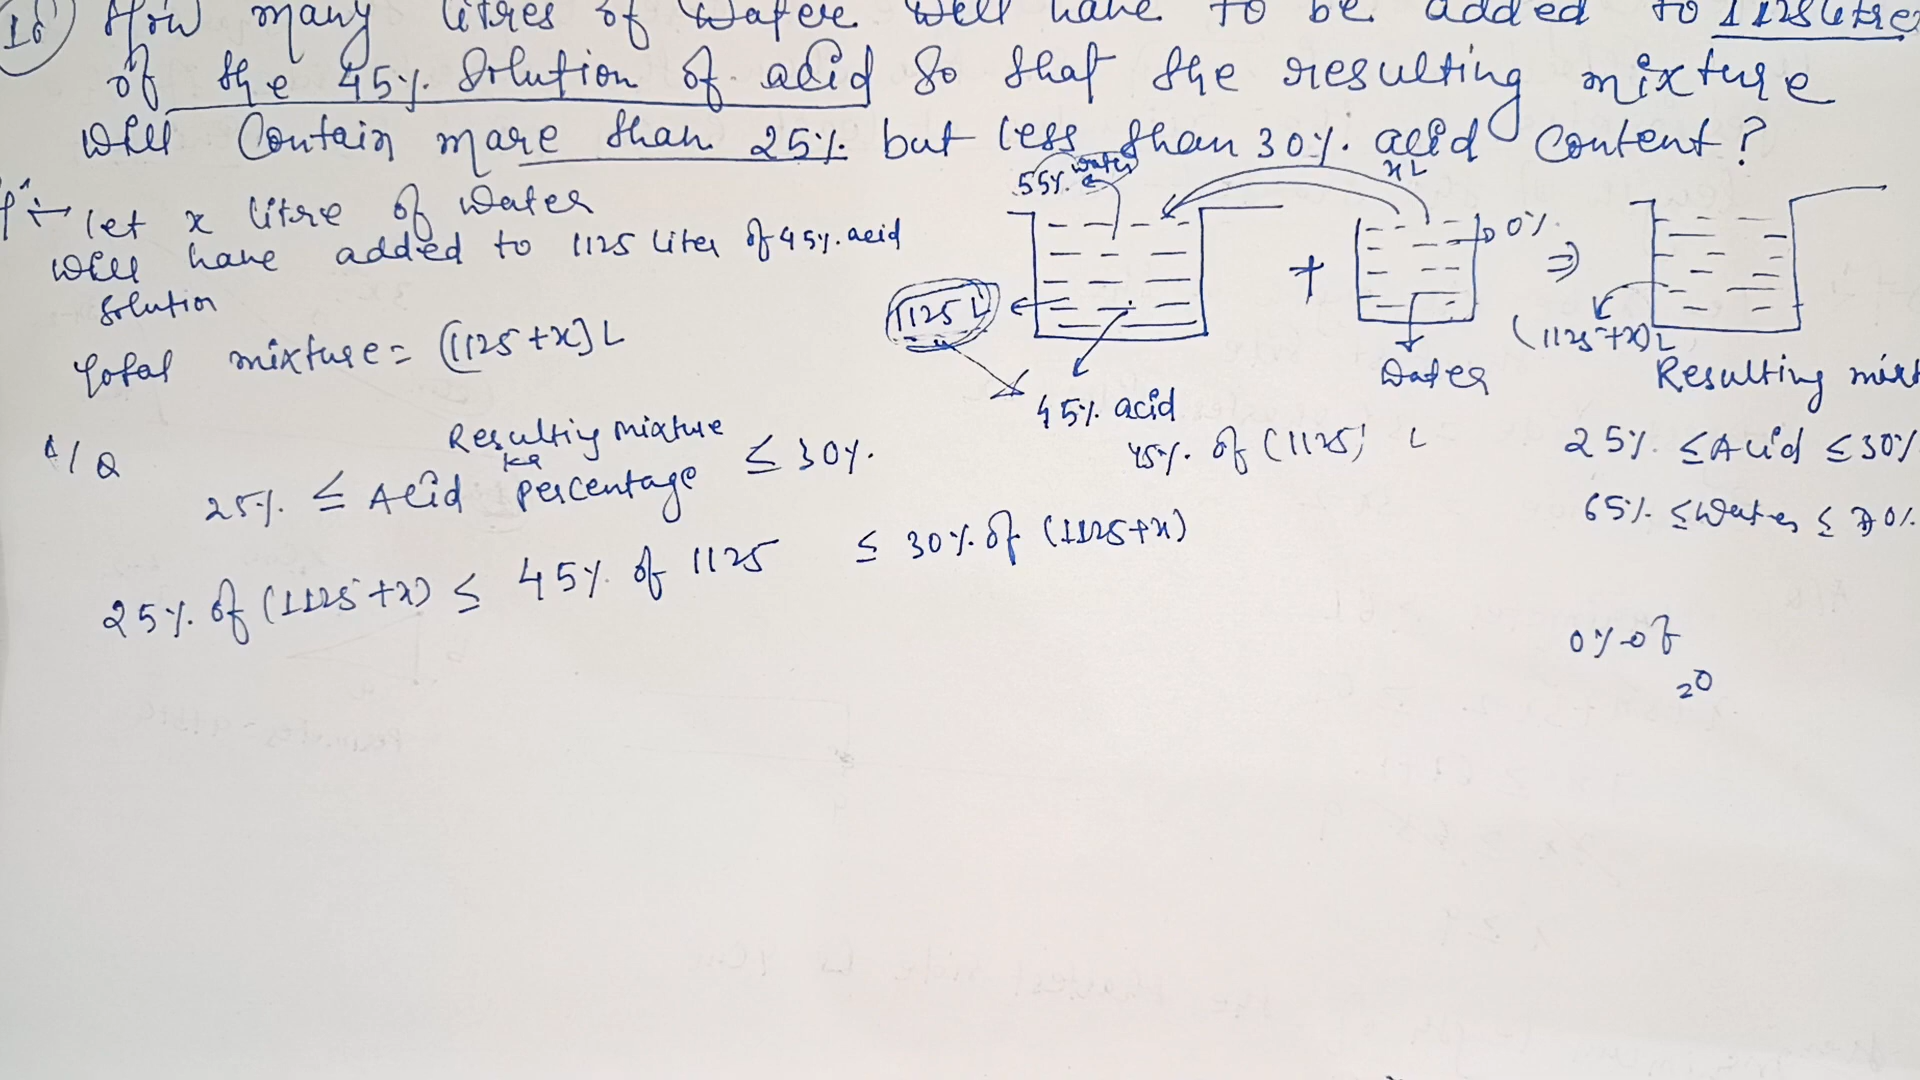 16) How many litres of water will have to be added to 1125 litre
of the 45% Solution of acid So that the resulting mixture
will Contain more than 25% but less than 30% acid Content?
let x litre of water
will have added to 1125 liter of 45% acid
Solution
Total mixture = (1125 + x) L
A/Q
Resulting mixture
ka
25% ≤ Acid percentage ≤ 30%
25% of (1125 + x) ≤ 45% of 1125 ≤ 30% of (1125 + x)
55% water
x L
0%
+
⇒
1125 L
(1125 + x) L
Water
Resulting mixt
45% acid
45% of (1125) L
25% ≤ Acid ≤ 30%
65% ≤ Water ≤ 70%
0% of
= 0